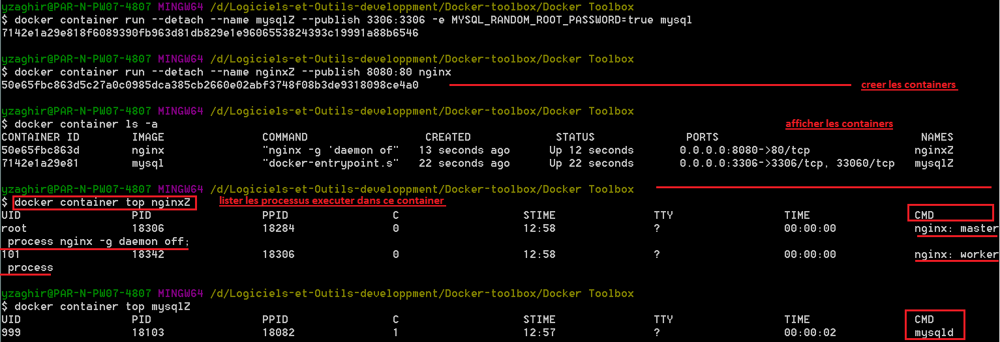 yzaghir@PAR-N-PW07-4807 MINGW64 /d/Logiciels-et-Outils-developpment/Docker-toolbox/Docker Toolbox
$ docker container run --detach --name mysqlZ --publish 3306:3306 -e MYSQL_RANDOM_ROOT_PASSWORD=true mysql
7142e1a29e818f6089390fb963d81db829e1e9606553824393c19991a88b6546
yzaghir@PAR-N-PW07-4807 MINGW64 /d/Logiciels-et-Outils-developpment/Docker-toolbox/Docker Toolbox
$ docker container run --detach --name nginxZ --publish 8080:80 nginx
50e65fbc863d5c27a0c0985dca385cb2660e02abf3748f08b3de9318098ce4a0 creer les containers
yzaghir@PAR-N-PW07-4807 MINGW64 /d/Logiciels-et-Outils-developpment/Docker-toolbox/Docker Toolbox
$ docker container ls -a afficher les containers
CONTAINER ID IMAGE COMMAND CREATED STATUS PORTS NAMES
50e65fbc863d nginx "nginx -g 'daemon of" 13 seconds ago Up 12 seconds 0.0.0.0:8080->80/tcp nginxZ
7142e1a29e81 mysql "docker-entrypoint.s" 22 seconds ago Up 22 seconds 0.0.0.0:3306->3306/tcp, 33060/tcp mysqlZ
yzaghir@PAR-N-PW07-4807 MINGW64 /d/Logiciels-et-Outils-developpment/Docker-toolbox/Docker Toolbox
$ docker container top nginxZ lister les processus executer dans ce container
UID PID PPID C STIME TTY TIME CMD
root 18306 18284 0 12:58 ? 00:00:00 nginx: master
process nginx -g daemon off;
101 18342 18306 0 12:58 ? 00:00:00 nginx: worker
process
yzaghir@PAR-N-PW07-4807 MINGW64 /d/Logiciels-et-Outils-developpment/Docker-toolbox/Docker Toolbox
$ docker container top mysqlZ
UID PID PPID C STIME TTY TIME CMD
999 18103 18082 1 12:57 ? 00:00:02 mysqld